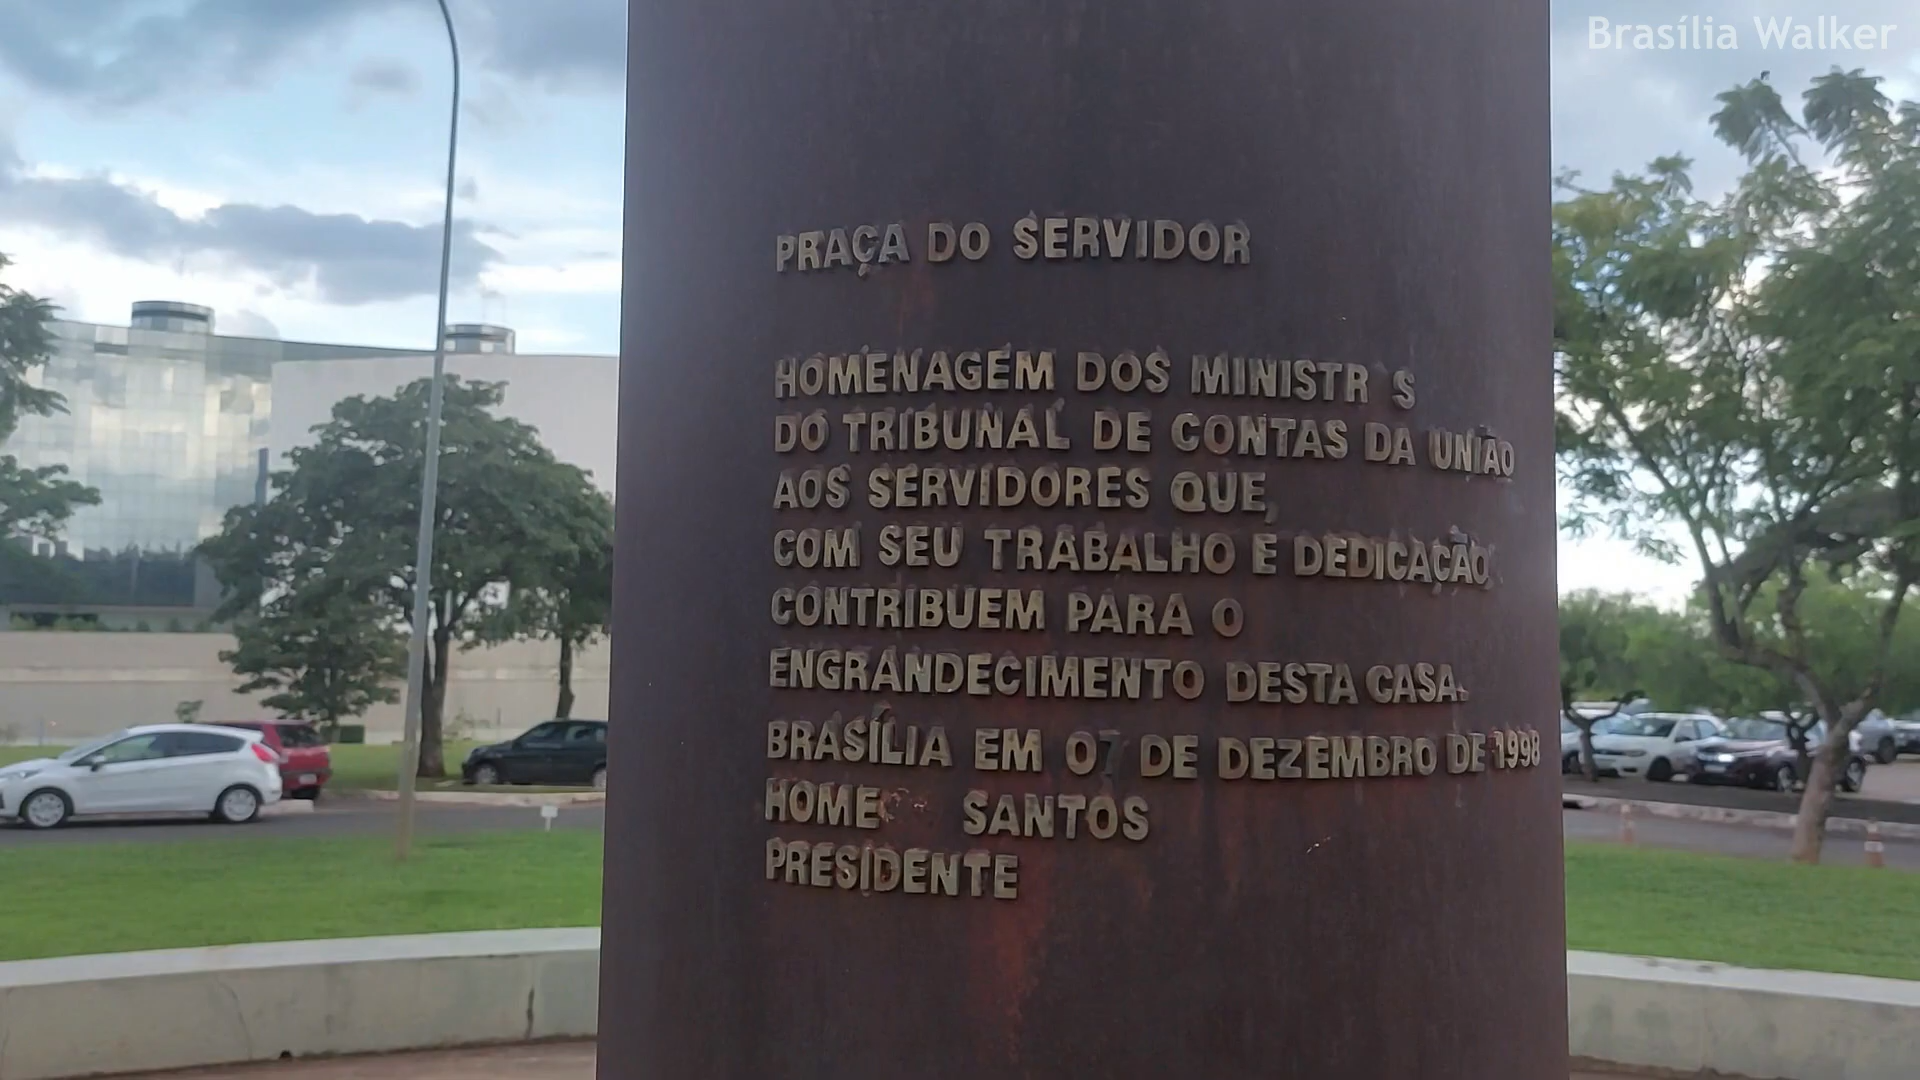 Brasília Walker
PRAÇA DO SERVIDOR
HOMENAGEM DOS MINISTR S
DO TRIBUNAL DE CONTAS DA UNIÃO
AOS SERVIDORES QUE,
COM SEU TRABALHO E DEDICAÇÃO,
CONTRIBUEM PARA O
ENGRANDECIMENTO DESTA CASA.
BRASÍLIA EM 07 DE DEZEMBRO DE 1998
HOME SANTOS
PRESIDENTE